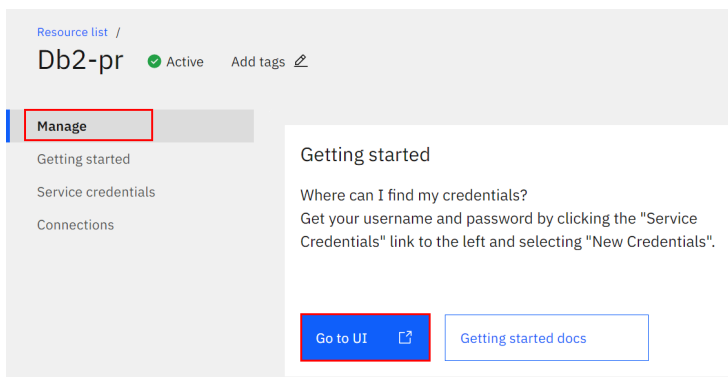 Resource list /
Db2-pr Active Add tags
Manage
Getting started
Service credentials
Connections
Getting started
Where can I find my credentials?
Get your username and password by clicking the "Service
Credentials" link to the left and selecting "New Credentials".
Go to UI
Getting started docs